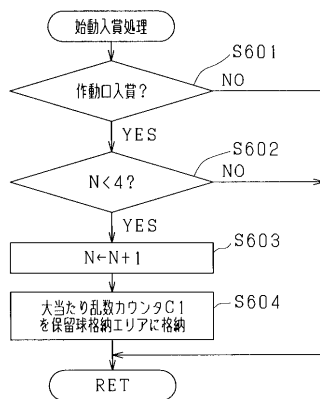 始動入賞処理
S601
作動口入賞?
NO
YES
S602
N<4?
NO
YES
S603
N←N+1
S604
大当たり乱数カウンタC1
を保留球格納エリアに格納
RET